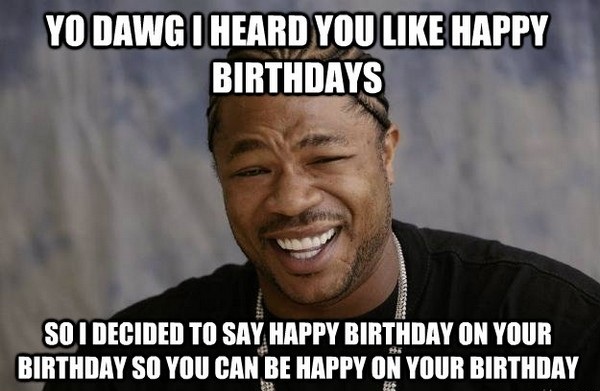 YO DAWG I HEARD YOU LIKE HAPPY
BIRTHDAYS
SO I DECIDED TO SAY HAPPY BIRTHDAY ON YOUR
BIRTHDAY SO YOU CAN BE HAPPY ON YOUR BIRTHDAY